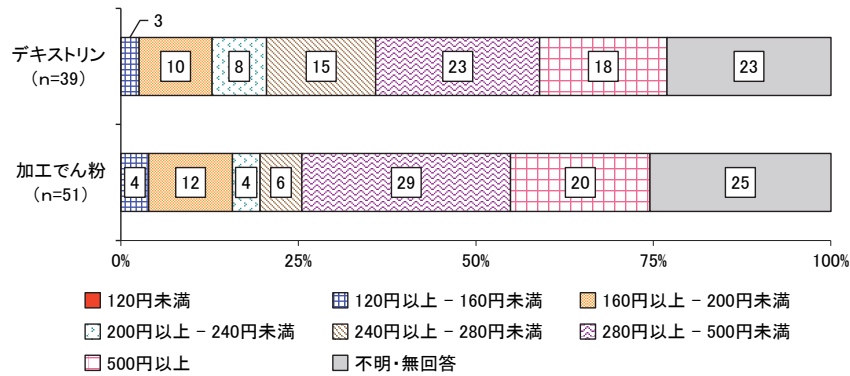 3
デキストリン
(n=39)
10
8
15
23
18
23
加工でん粉
(n=51)
4
12
4
6
29
20
25
0%
25%
50%
75%
100%
120円未満
120円以上 - 160円未満
160円以上 - 200円未満
200円以上 - 240円未満
240円以上 - 280円未満
280円以上 - 500円未満
500円以上
不明・無回答